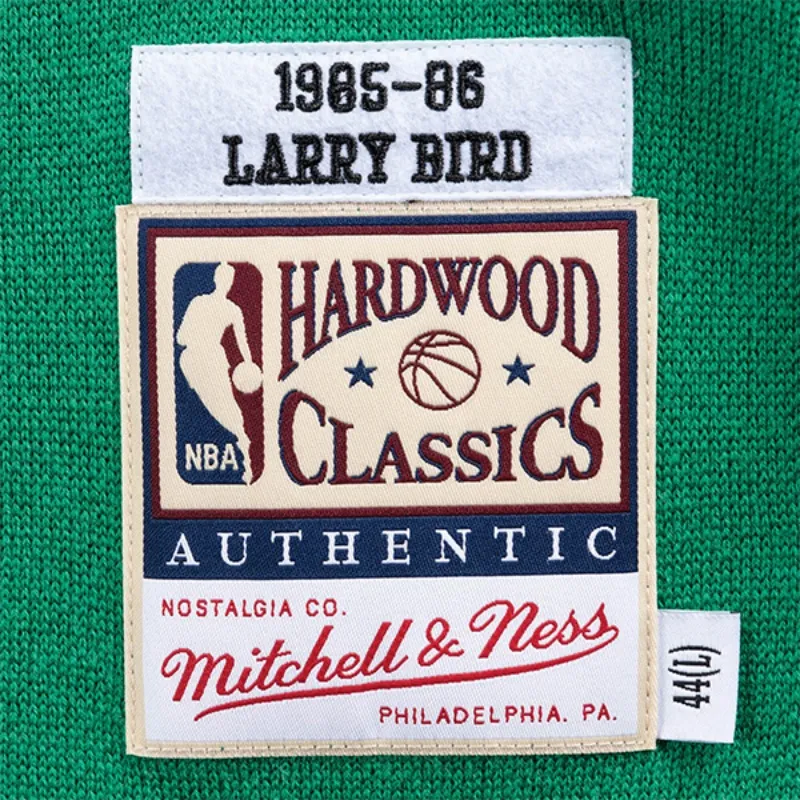 1985-86
LARRY BIRD
HARDWOOD
CLASSICS
NBA
AUTHENTIC
NOSTALGIA CO.
Mitchell & Ness
PHILADELPHIA. PA.
44(L)